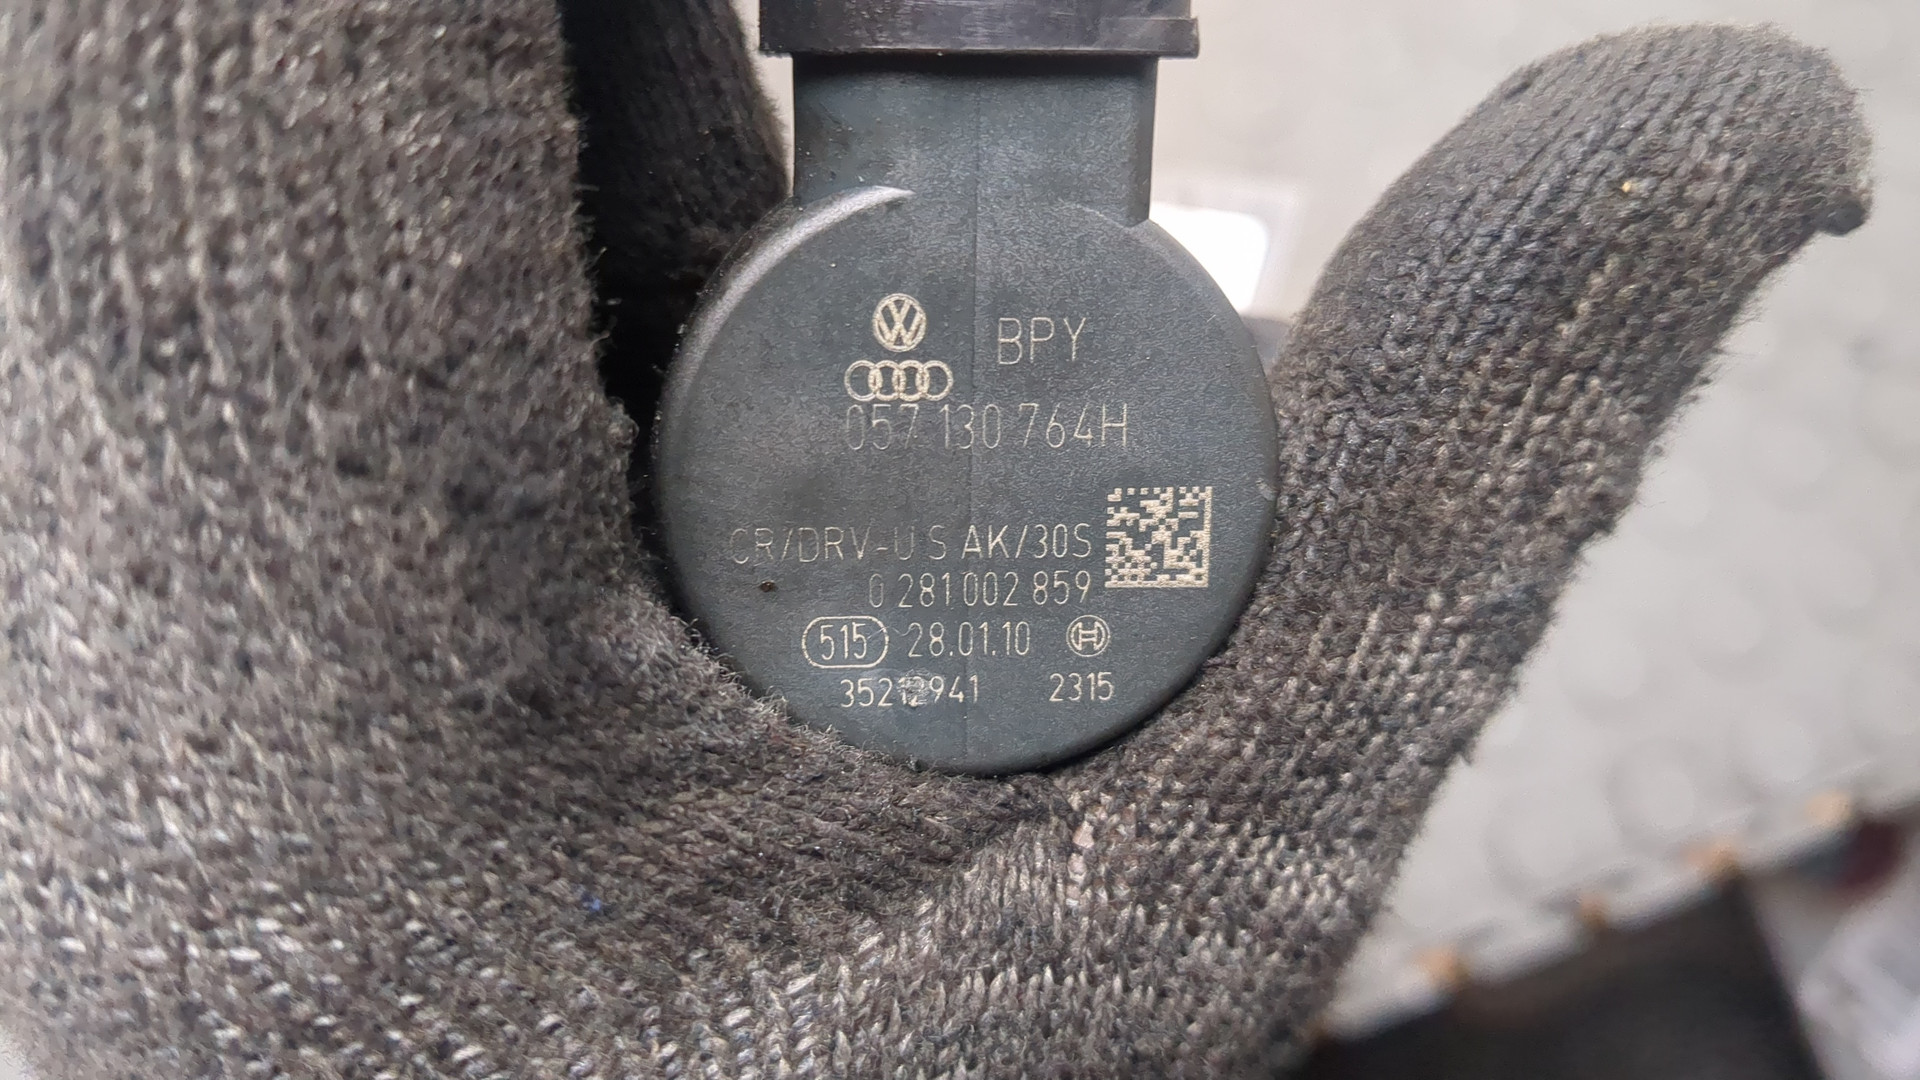 BPY
057 130 764H
CR/DRV-U S AK/30S
0 281 002 859
515 28.01.10
35212941 2315